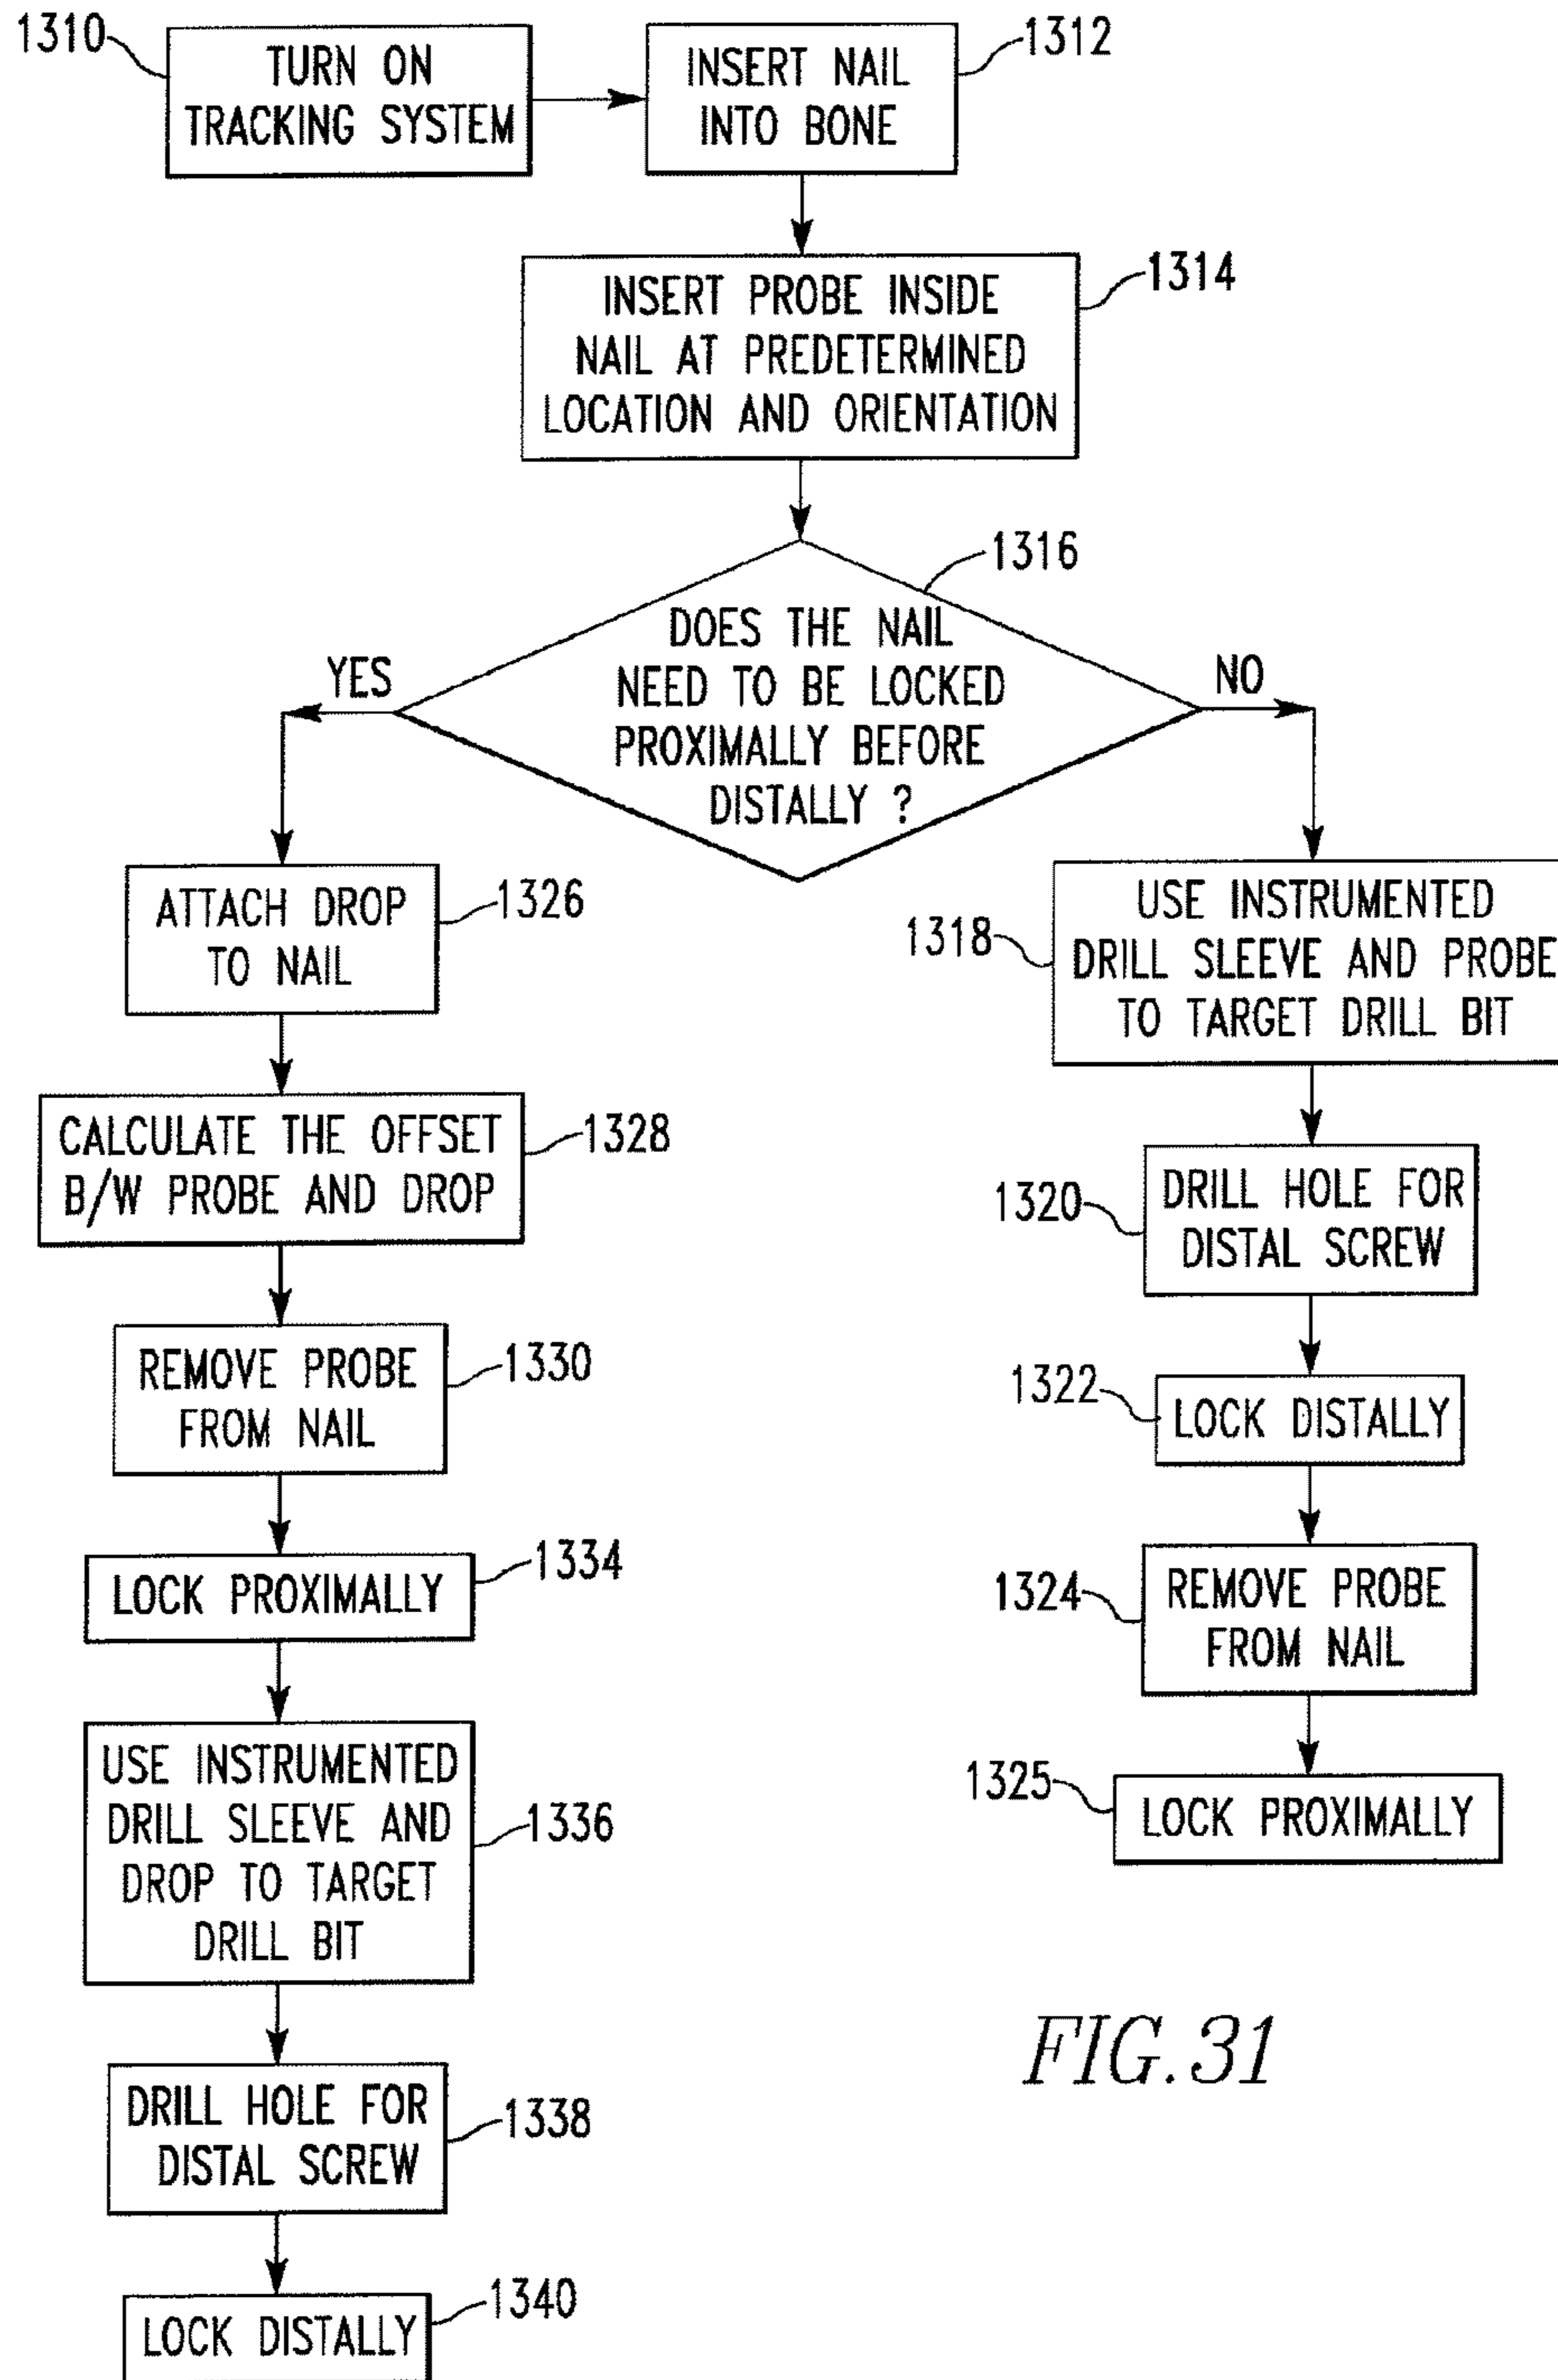 1310
TURN ON
TRACKING SYSTEM
1312
INSERT NAIL
INTO BONE
1314
INSERT PROBE INSIDE
NAIL AT PREDETERMINED
LOCATION AND ORIENTATION
1316
DOES THE NAIL
NEED TO BE LOCKED
PROXIMALLY BEFORE
DISTALLY ?
YES
NO
1326
ATTACH DROP
TO NAIL
1328
CALCULATE THE OFFSET
B/W PROBE AND DROP
1330
REMOVE PROBE
FROM NAIL
1334
LOCK PROXIMALLY
1336
USE INSTRUMENTED
DRILL SLEEVE AND
DROP TO TARGET
DRILL BIT
1338
DRILL HOLE FOR
DISTAL SCREW
1340
LOCK DISTALLY
1318
USE INSTRUMENTED
DRILL SLEEVE AND PROBE
TO TARGET DRILL BIT
1320
DRILL HOLE FOR
DISTAL SCREW
1322
LOCK DISTALLY
1324
REMOVE PROBE
FROM NAIL
1325
LOCK PROXIMALLY
FIG.31